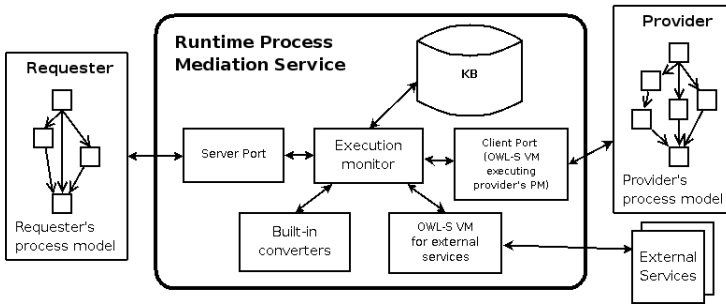 Requester
Requester's
process model
Runtime Process
Mediation Service
KB
Server Port
Execution
monitor
Client Port
(OWL-S VM
executing
provider's PM)
Built-in
converters
OWL-S VM
for external
services
Provider
Provider's
process model
External
Services